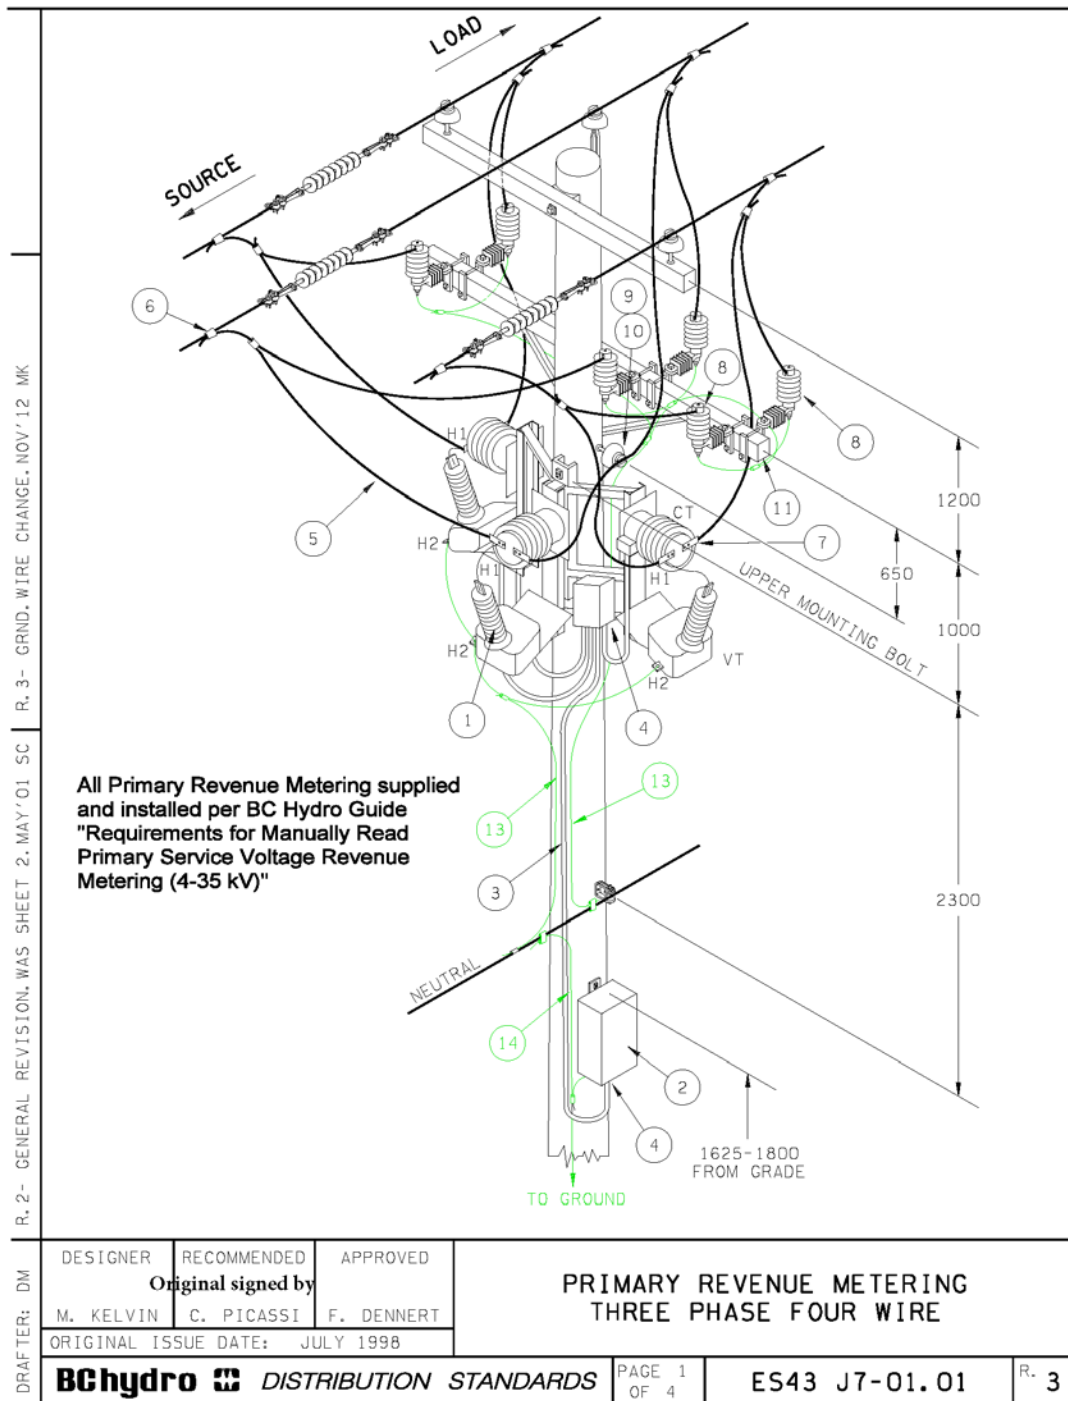 LOAD
SOURCE
6
9
10
8
8
H1
5
CT
11
7
1200
650
H2
H1
H1
UPPER MOUNTING BOLT
1000
H2
H2
VT
1
4
All Primary Revenue Metering supplied
and installed per BC Hydro Guide
"Requirements for Manually Read
Primary Service Voltage Revenue
Metering (4-35 kV)"
13
13
3
2300
NEUTRAL
14
2
4
1625-1800
FROM GRADE
TO GROUND
R. 3- GRND. WIRE CHANGE. NOV'12 MK
R. 2- GENERAL REVISION. WAS SHEET 2. MAY'01 SC
DRAFTER: DM
DESIGNER RECOMMENDED APPROVED
Original signed by
M. KELVIN C. PICASSI F. DENNERT
ORIGINAL ISSUE DATE: JULY 1998
PRIMARY REVENUE METERING
THREE PHASE FOUR WIRE
BChydro DISTRIBUTION STANDARDS
PAGE 1
OF 4
ES43 J7-01.01
R. 3